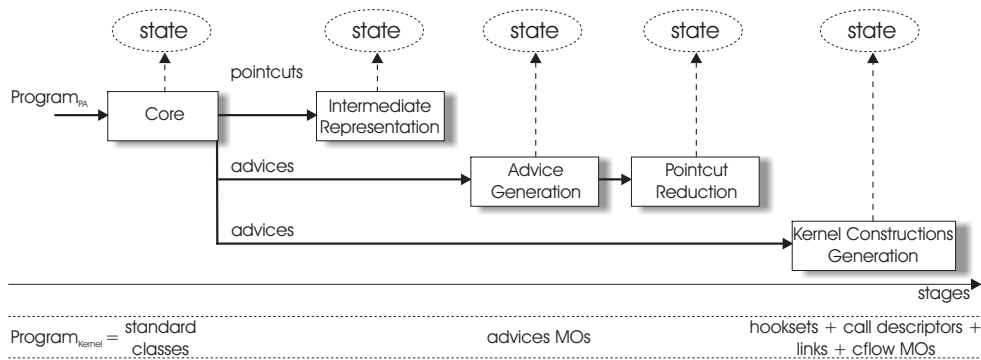 state state state state state
pointcuts
Program_PA
Core
Intermediate
Representation
advices
Advice
Generation
Pointcut
Reduction
advices
Kernel Constructions
Generation
stages
Program_Kernel = standard
classes
advices MOs
hooksets + call descriptors +
links + cflow MOs